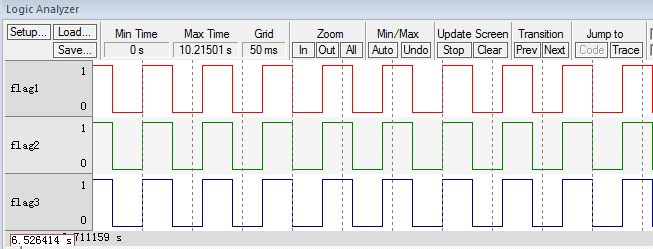 Logic Analyzer
Setup... Load... Min Time Max Time Grid Zoom Min/Max Update Screen Transition Jump to
Save... 0 s 10.21501 s 50 ms In Out All Auto Undo Stop Clear Prev Next Code Trace
1
flag1
0
1
flag2
0
1
flag3
0
6.526414 s 711159 s